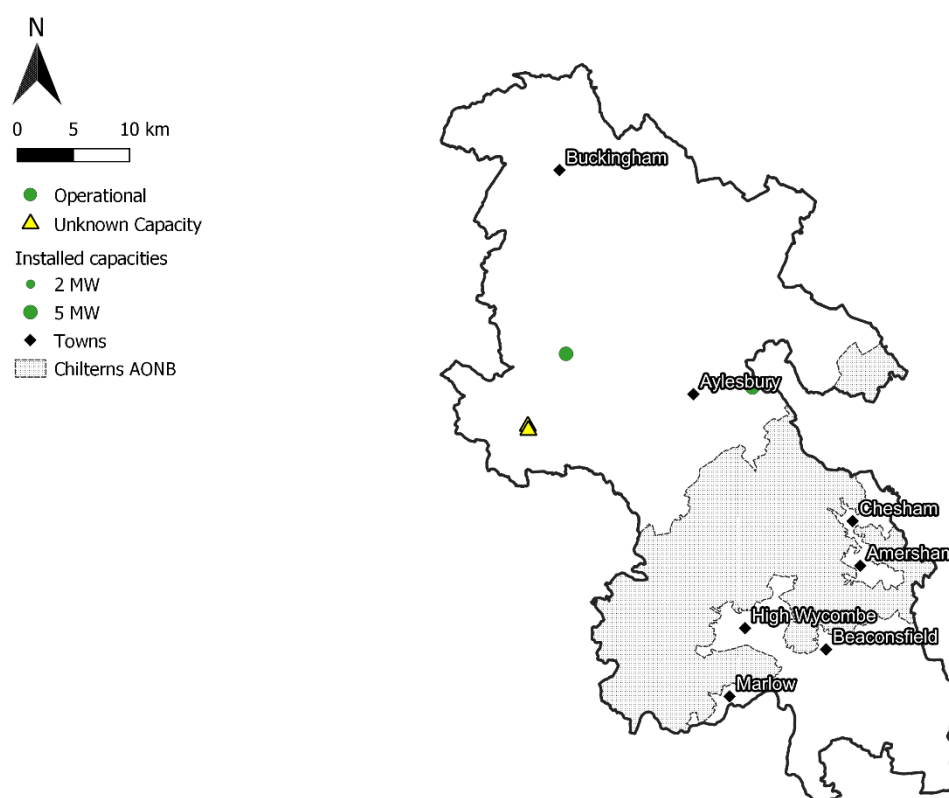 N
0 5 10 km
Operational
Unknown Capacity
Installed capacities
2 MW
5 MW
Towns
Chilterns AONB
Buckingham
Aylesbury
Chesham
Amersham
High Wycombe
Beaconsfield
Marlow